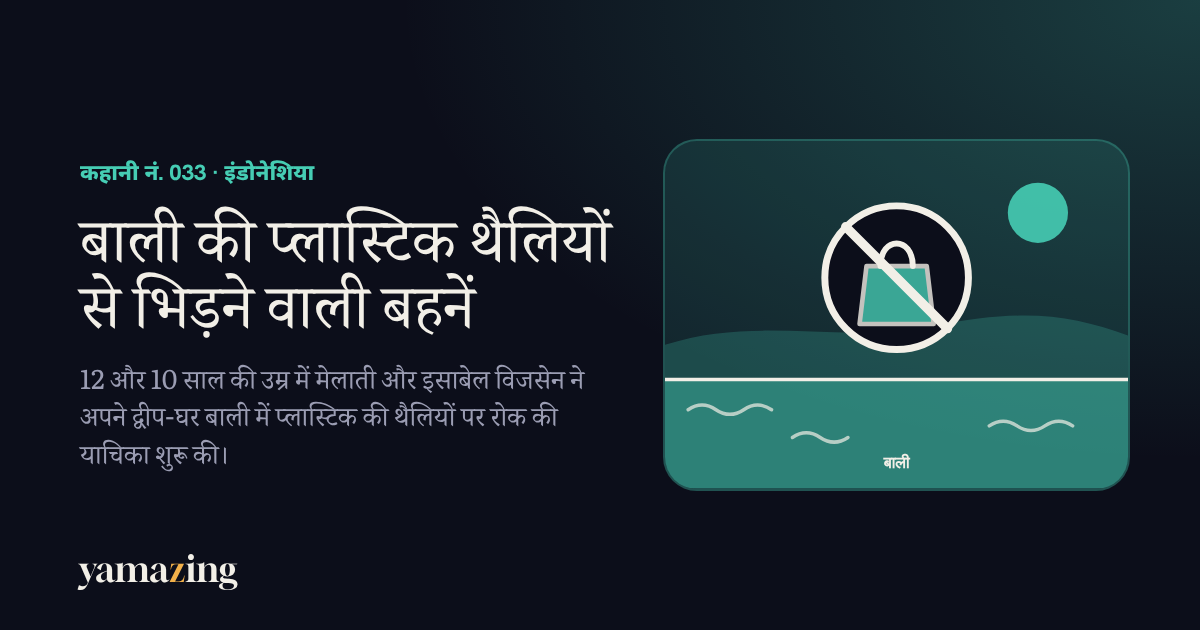 कहानी नं. 033 · इंडोनेशिया
बाली की प्लास्टिक थैलियों
से भिड़ने वाली बहनें
12 और 10 साल की उम्र में मेलाती और इसाबेल विजसेन ने
अपने द्वीप-घर बाली में प्लास्टिक की थैलियों पर रोक की
याचिका शुरू की।
बाली
yamazing